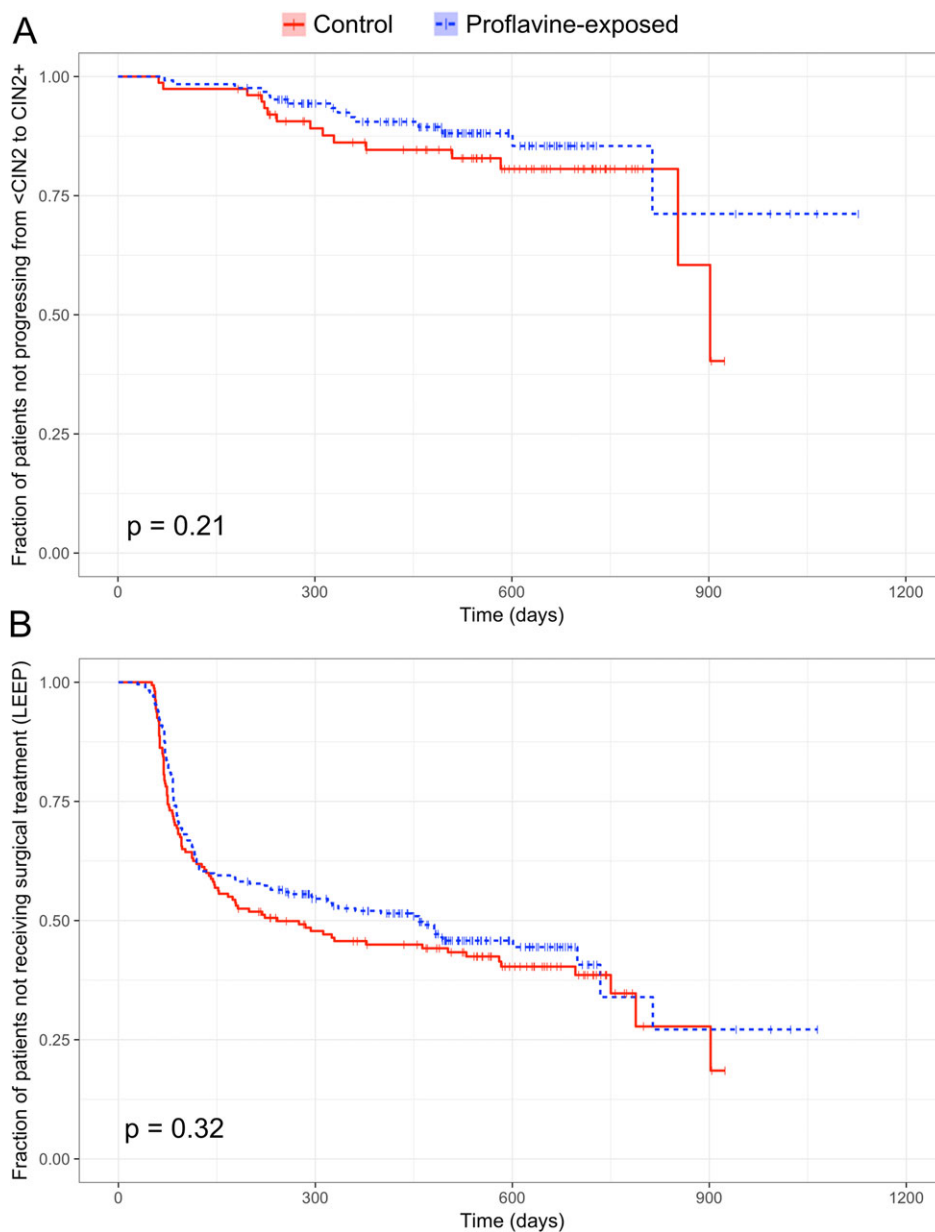 A
Control
Proflavine-exposed
Fraction of patients not progressing from <CIN2 to CIN2+
1.00
0.75
0.50
0.25
0.00
p = 0.21
0 300 600 900 1200
Time (days)
B
Fraction of patients not receiving surgical treatment (LEEP)
1.00
0.75
0.50
0.25
0.00
p = 0.32
0 300 600 900 1200
Time (days)